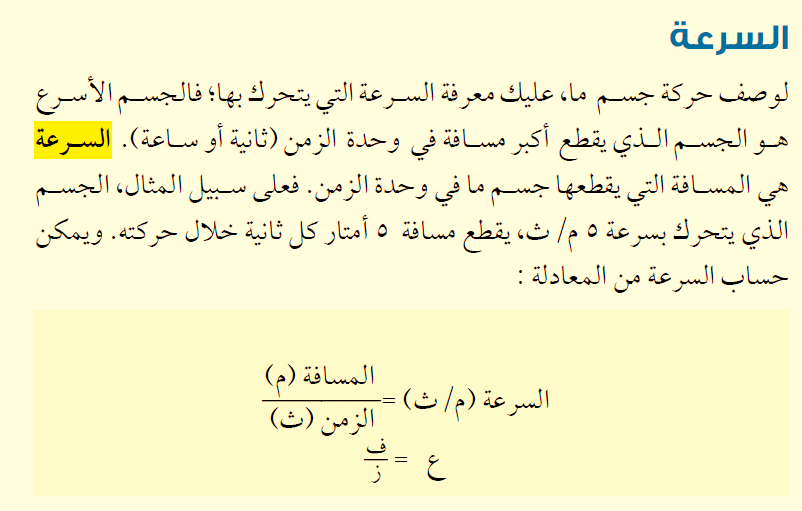 السرعة
لوصف حركة جسم ما، عليك معرفة السرعة التي يتحرك بها؛ فالجسم الأسرع
هو الجسم الذي يقطع أكبر مسافة في وحدة الزمن (ثانية أو ساعة). السرعة
هي المسافة التي يقطعها جسم ما في وحدة الزمن. فعلى سبيل المثال، الجسم
الذي يتحرك بسرعة ٥ م/ ث، يقطع مسافة ٥ أمتار كل ثانية خلال حركته. ويمكن
حساب السرعة من المعادلة :
المسافة (م)
السرعة (م/ ث) =
الزمن (ث)
ف
ع =
ز